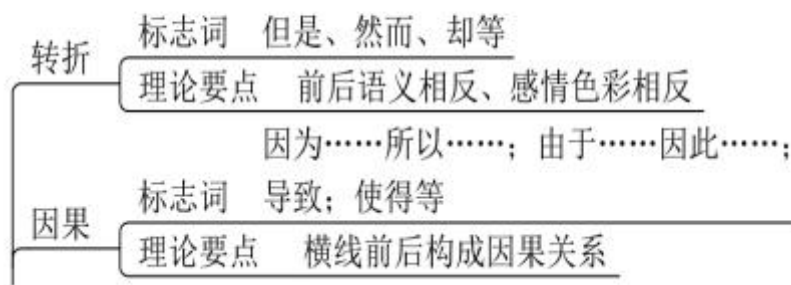 标志词 但是、然而、却等
转折
理论要点 前后语义相反、感情色彩相反
因为……所以……；由于……因此……；
标志词 导致；使得等
因果
理论要点 横线前后构成因果关系